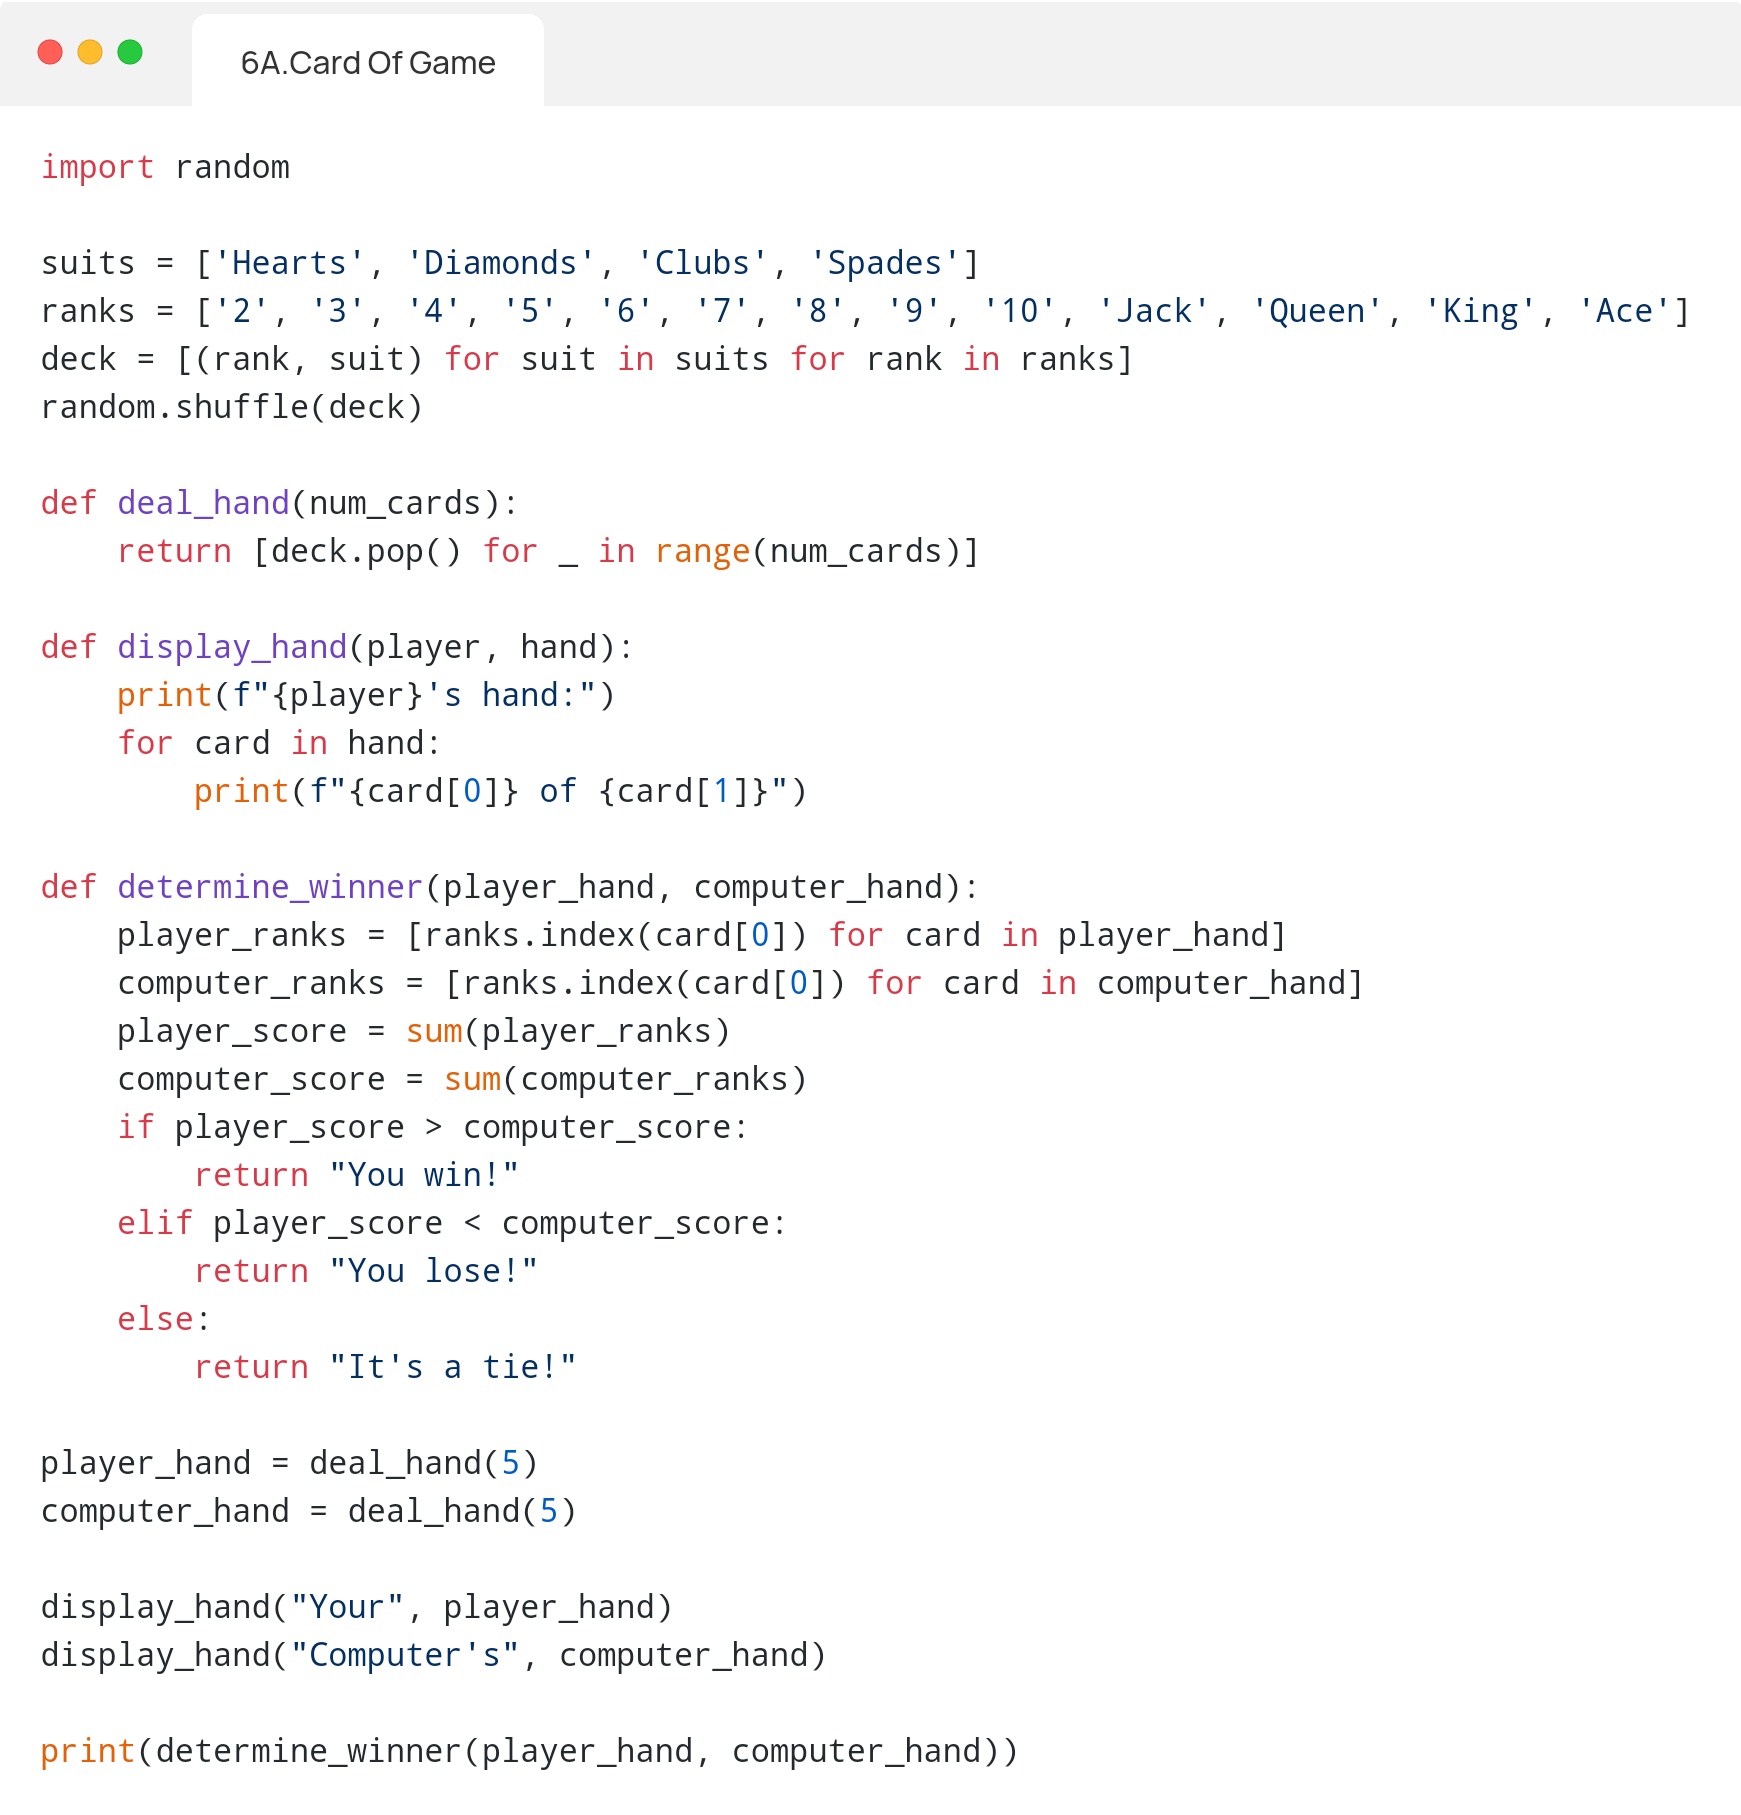 6A.Card Of Game
import random
suits = ['Hearts', 'Diamonds', 'Clubs', 'Spades']
ranks = ['2', '3', '4', '5', '6', '7', '8', '9', '10', 'Jack', 'Queen', 'King', 'Ace']
deck = [(rank, suit) for suit in suits for rank in ranks]
random.shuffle(deck)
def deal_hand(num_cards):
    return [deck.pop() for _ in range(num_cards)]
def display_hand(player, hand):
    print(f"{player}'s hand:")
    for card in hand:
        print(f"{card[0]} of {card[1]}")
def determine_winner(player_hand, computer_hand):
    player_ranks = [ranks.index(card[0]) for card in player_hand]
    computer_ranks = [ranks.index(card[0]) for card in computer_hand]
    player_score = sum(player_ranks)
    computer_score = sum(computer_ranks)
    if player_score > computer_score:
        return "You win!"
    elif player_score < computer_score:
        return "You lose!"
    else:
        return "It's a tie!"
player_hand = deal_hand(5)
computer_hand = deal_hand(5)
display_hand("Your", player_hand)
display_hand("Computer's", computer_hand)
print(determine_winner(player_hand, computer_hand))